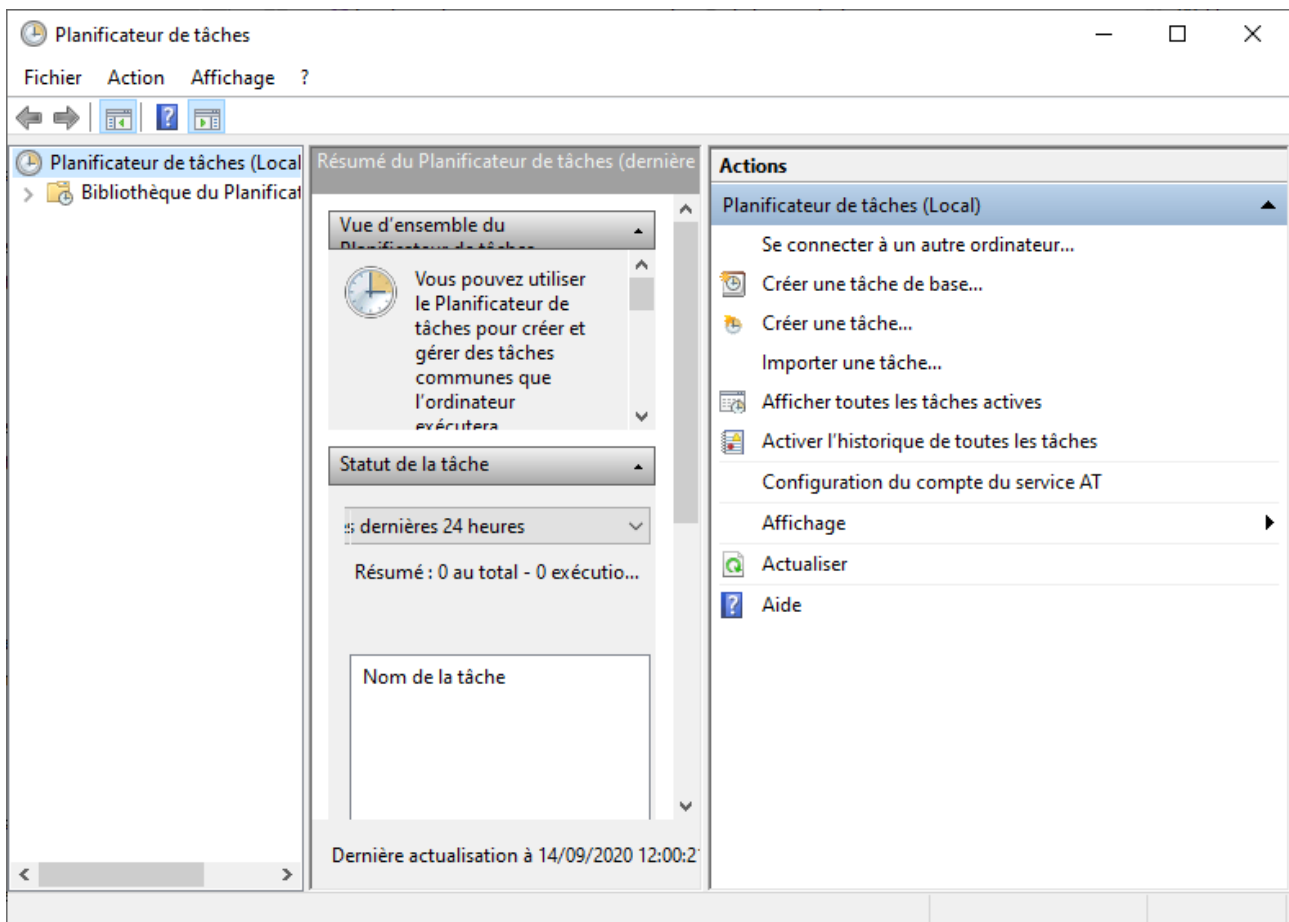 Planificateur de tâches
Fichier Action Affichage ?
Planificateur de tâches (Local
Bibliothèque du Planificat
Résumé du Planificateur de tâches (dernière
Vue d'ensemble du
Planificateur de tâches
Vous pouvez utiliser
le Planificateur de
tâches pour créer et
gérer des tâches
communes que
l'ordinateur
exécutera
Statut de la tâche
dernières 24 heures
Résumé : 0 au total - 0 exécutio...
Nom de la tâche
Dernière actualisation à 14/09/2020 12:00:2
Actions
Planificateur de tâches (Local)
Se connecter à un autre ordinateur...
Créer une tâche de base...
Créer une tâche...
Importer une tâche...
Afficher toutes les tâches actives
Activer l'historique de toutes les tâches
Configuration du compte du service AT
Affichage
Actualiser
Aide